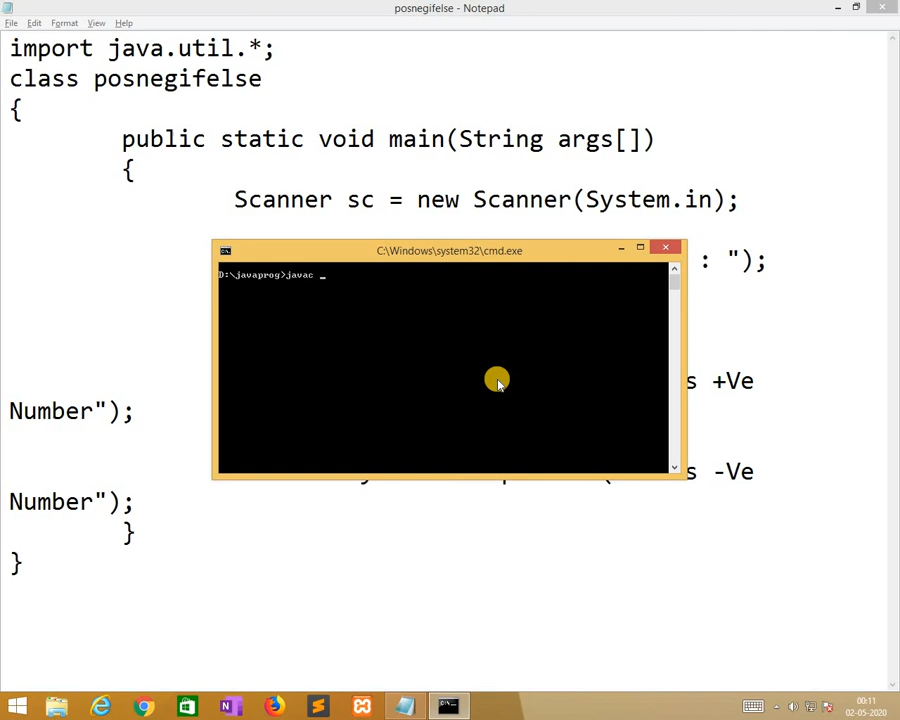 posnegifelse - Notepad
File Edit Format View Help
import java.util.*;
class posnegifelse
{
public static void main(String args[])
{
Scanner sc = new Scanner(System.in);
C:\Windows\system32\cmd.exe
: ");
D:\javaprog>javac _
s +Ve
Number");
s -Ve
Number");
}
}
00:11
02-05-2020